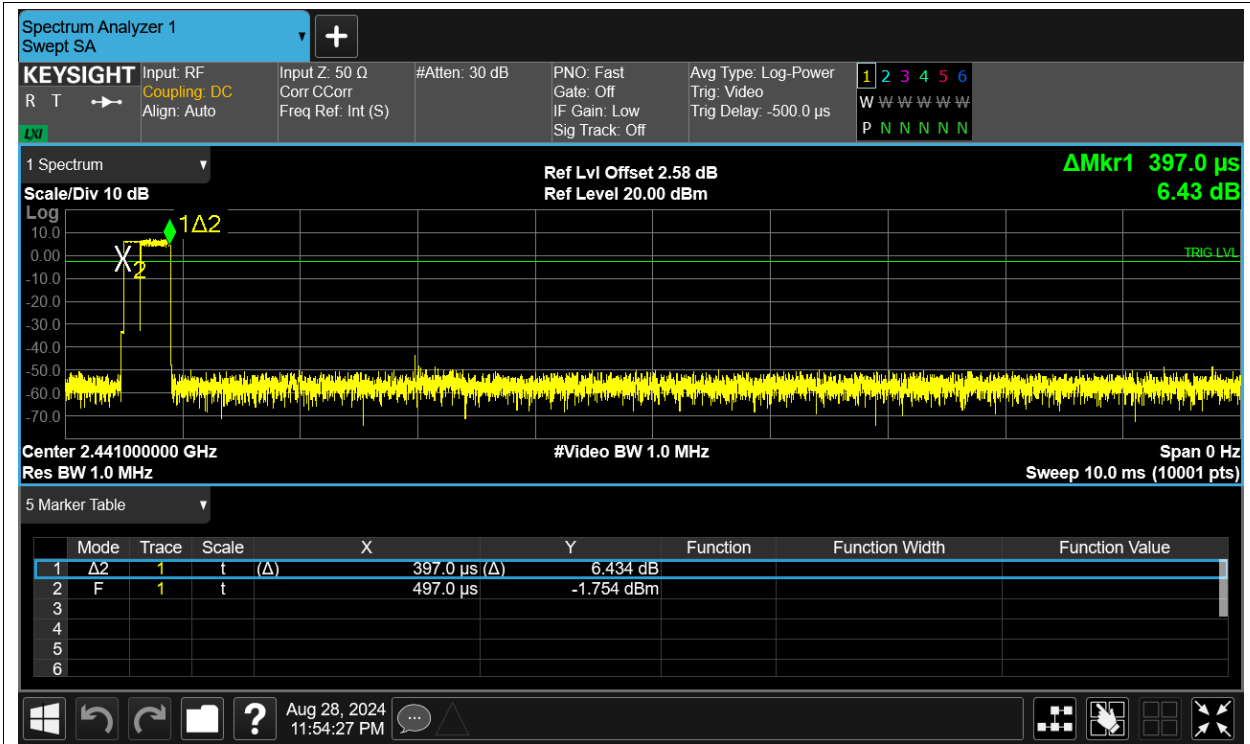 Spectrum Analyzer 1
Swept SA
KEYSIGHT Input: RF Input Z: 50 Ω #Atten: 30 dB PNO: Fast Avg Type: Log-Power 1 2 3 4 5 6
R T Coupling: DC Corr CCorr Gate: Off Trig: Video W W W W W W
Align: Auto Freq Ref: Int (S) IF Gain: Low Trig Delay: -500.0 µs
LXI Sig Track: Off P N N N N N
1 Spectrum Ref Lvl Offset 2.58 dB ΔMkr1 397.0 µs
Scale/Div 10 dB Ref Level 20.00 dBm 6.43 dB
Log
1Δ2
10.0
0.00 TRIG LVL
X2
-10.0
-20.0
-30.0
-40.0
-50.0
-60.0
-70.0
Center 2.441000000 GHz #Video BW 1.0 MHz Span 0 Hz
Res BW 1.0 MHz Sweep 10.0 ms (10001 pts)
5 Marker Table
Mode Trace Scale X Y Function Function Width Function Value
1 Δ2 1 t (Δ) 397.0 µs (Δ) 6.434 dB
2 F 1 t 497.0 µs -1.754 dBm
3
4
5
6
? Aug 28, 2024
11:54:27 PM